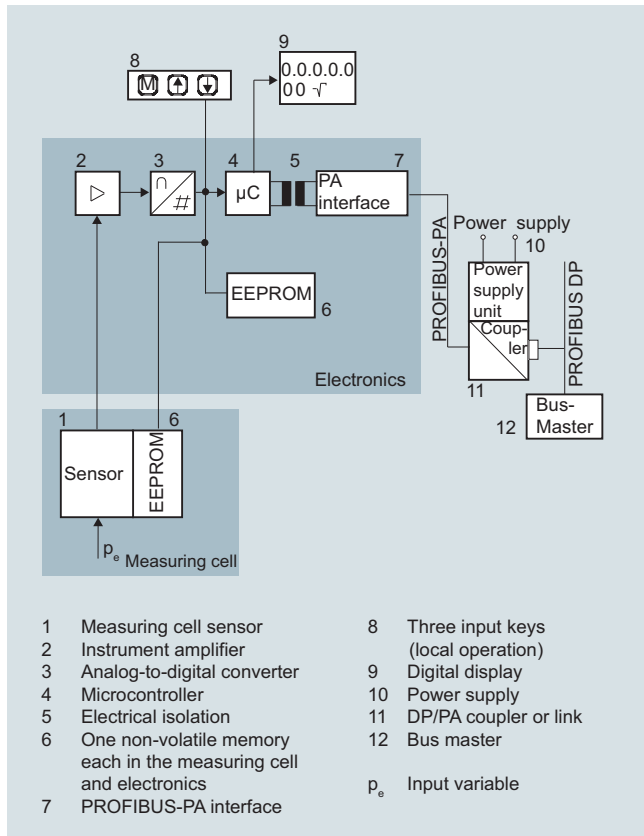 8
M
9
0.0.0.0.0
00 √
2
3
4
5
7
∩
#
µC
PA
interface
EEPROM
6
Electronics
PROFIBUS-PA
Power supply
10
Power
supply
unit
Coup-
ler
11
PROFIBUS DP
12
Bus-
Master
1
6
Sensor
EEPROM
pe
Measuring cell
1 Measuring cell sensor
2 Instrument amplifier
3 Analog-to-digital converter
4 Microcontroller
5 Electrical isolation
6 One non-volatile memory
each in the measuring cell
and electronics
7 PROFIBUS-PA interface
8 Three input keys
(local operation)
9 Digital display
10 Power supply
11 DP/PA coupler or link
12 Bus master
pe Input variable